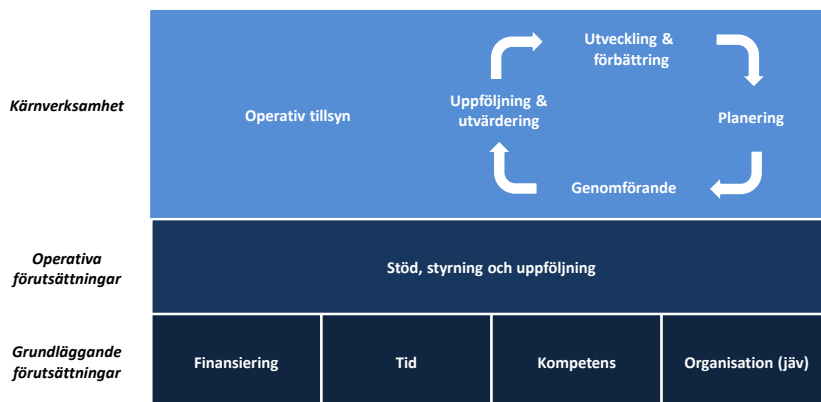 Kärnverksamhet
Operativ tillsyn
Utveckling &
förbättring
Uppföljning &
utvärdering
Planering
Genomförande
Operativa
förutsättningar
Stöd, styrning och uppföljning
Grundläggande
förutsättningar
Finansiering
Tid
Kompetens
Organisation (jäv)